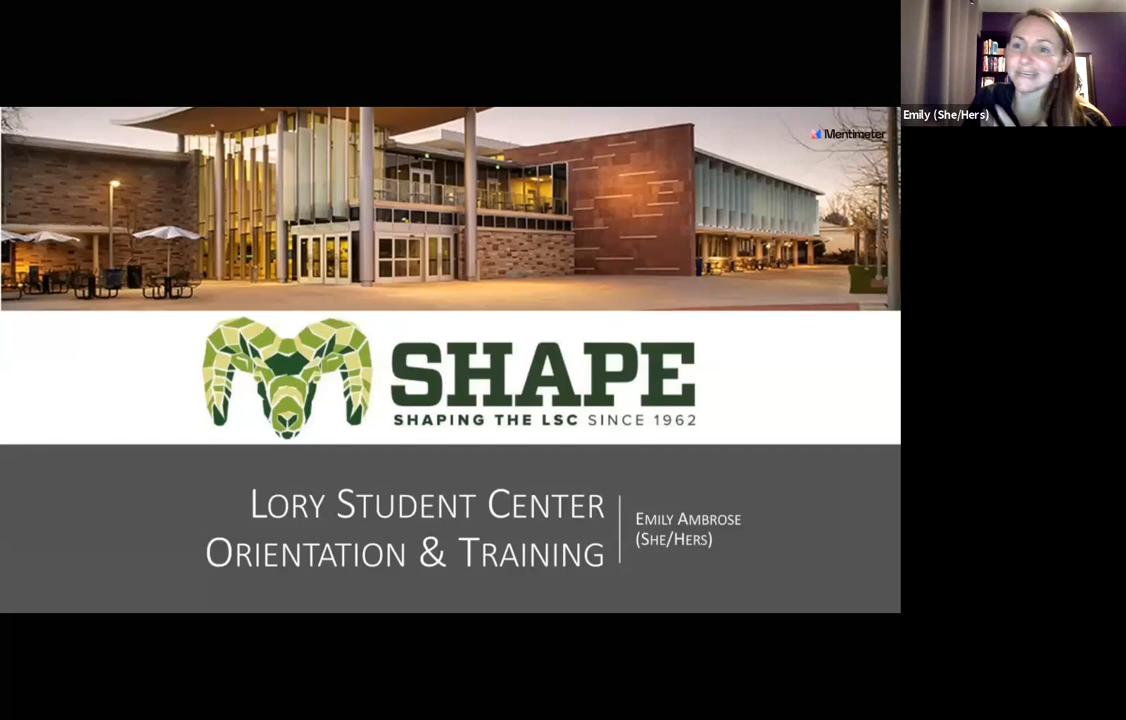 Emily (She/Hers)
Mentimeter
SHAPE
SHAPING THE LSC SINCE 1962
LORY STUDENT CENTER
ORIENTATION & TRAINING
EMILY AMBROSE
(SHE/HERS)